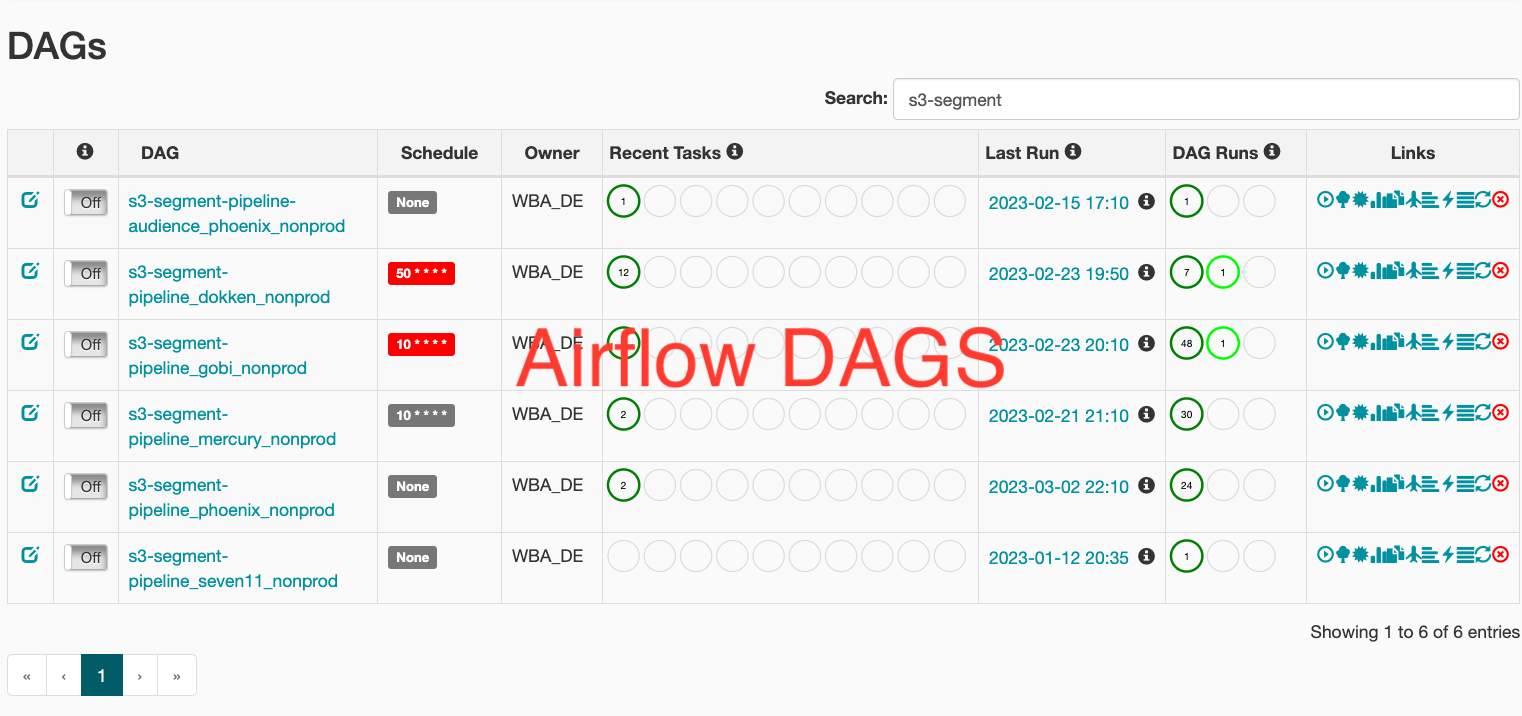 DAGs
Search: s3-segment
DAG Schedule Owner Recent Tasks Last Run DAG Runs Links
Off s3-segment-pipeline- None WBA_DE 1 2023-02-15 17:10 1
audience_phoenix_nonprod
Off s3-segment- 50 * * * * WBA_DE 12 2023-02-23 19:50 7 1
pipeline_dokken_nonprod
Off s3-segment- 10 * * * * WBA_DE 2023-02-23 20:10 48 1
pipeline_gobi_nonprod
Airflow DAGS
Off s3-segment- 10 * * * * WBA_DE 2 2023-02-21 21:10 30
pipeline_mercury_nonprod
Off s3-segment- None WBA_DE 2 2023-03-02 22:10 24
pipeline_phoenix_nonprod
Off s3-segment- None WBA_DE 2023-01-12 20:35 1
pipeline_seven11_nonprod
Showing 1 to 6 of 6 entries
« ‹ 1 › »